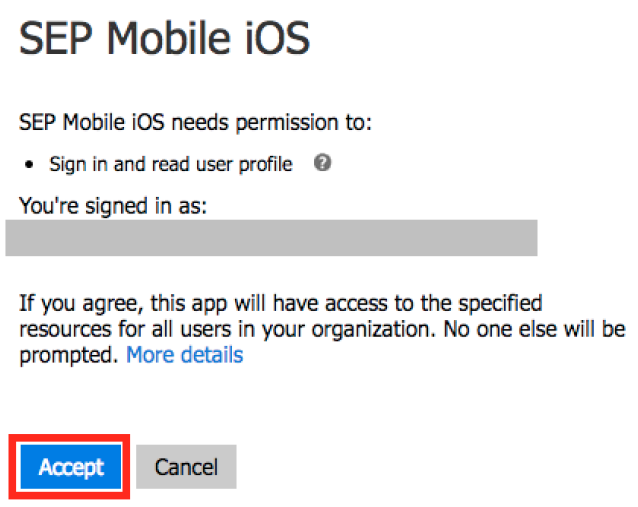 SEP Mobile iOS
SEP Mobile iOS needs permission to:
• Sign in and read user profile ?
You're signed in as:
If you agree, this app will have access to the specified
resources for all users in your organization. No one else will be
prompted. More details
Accept Cancel